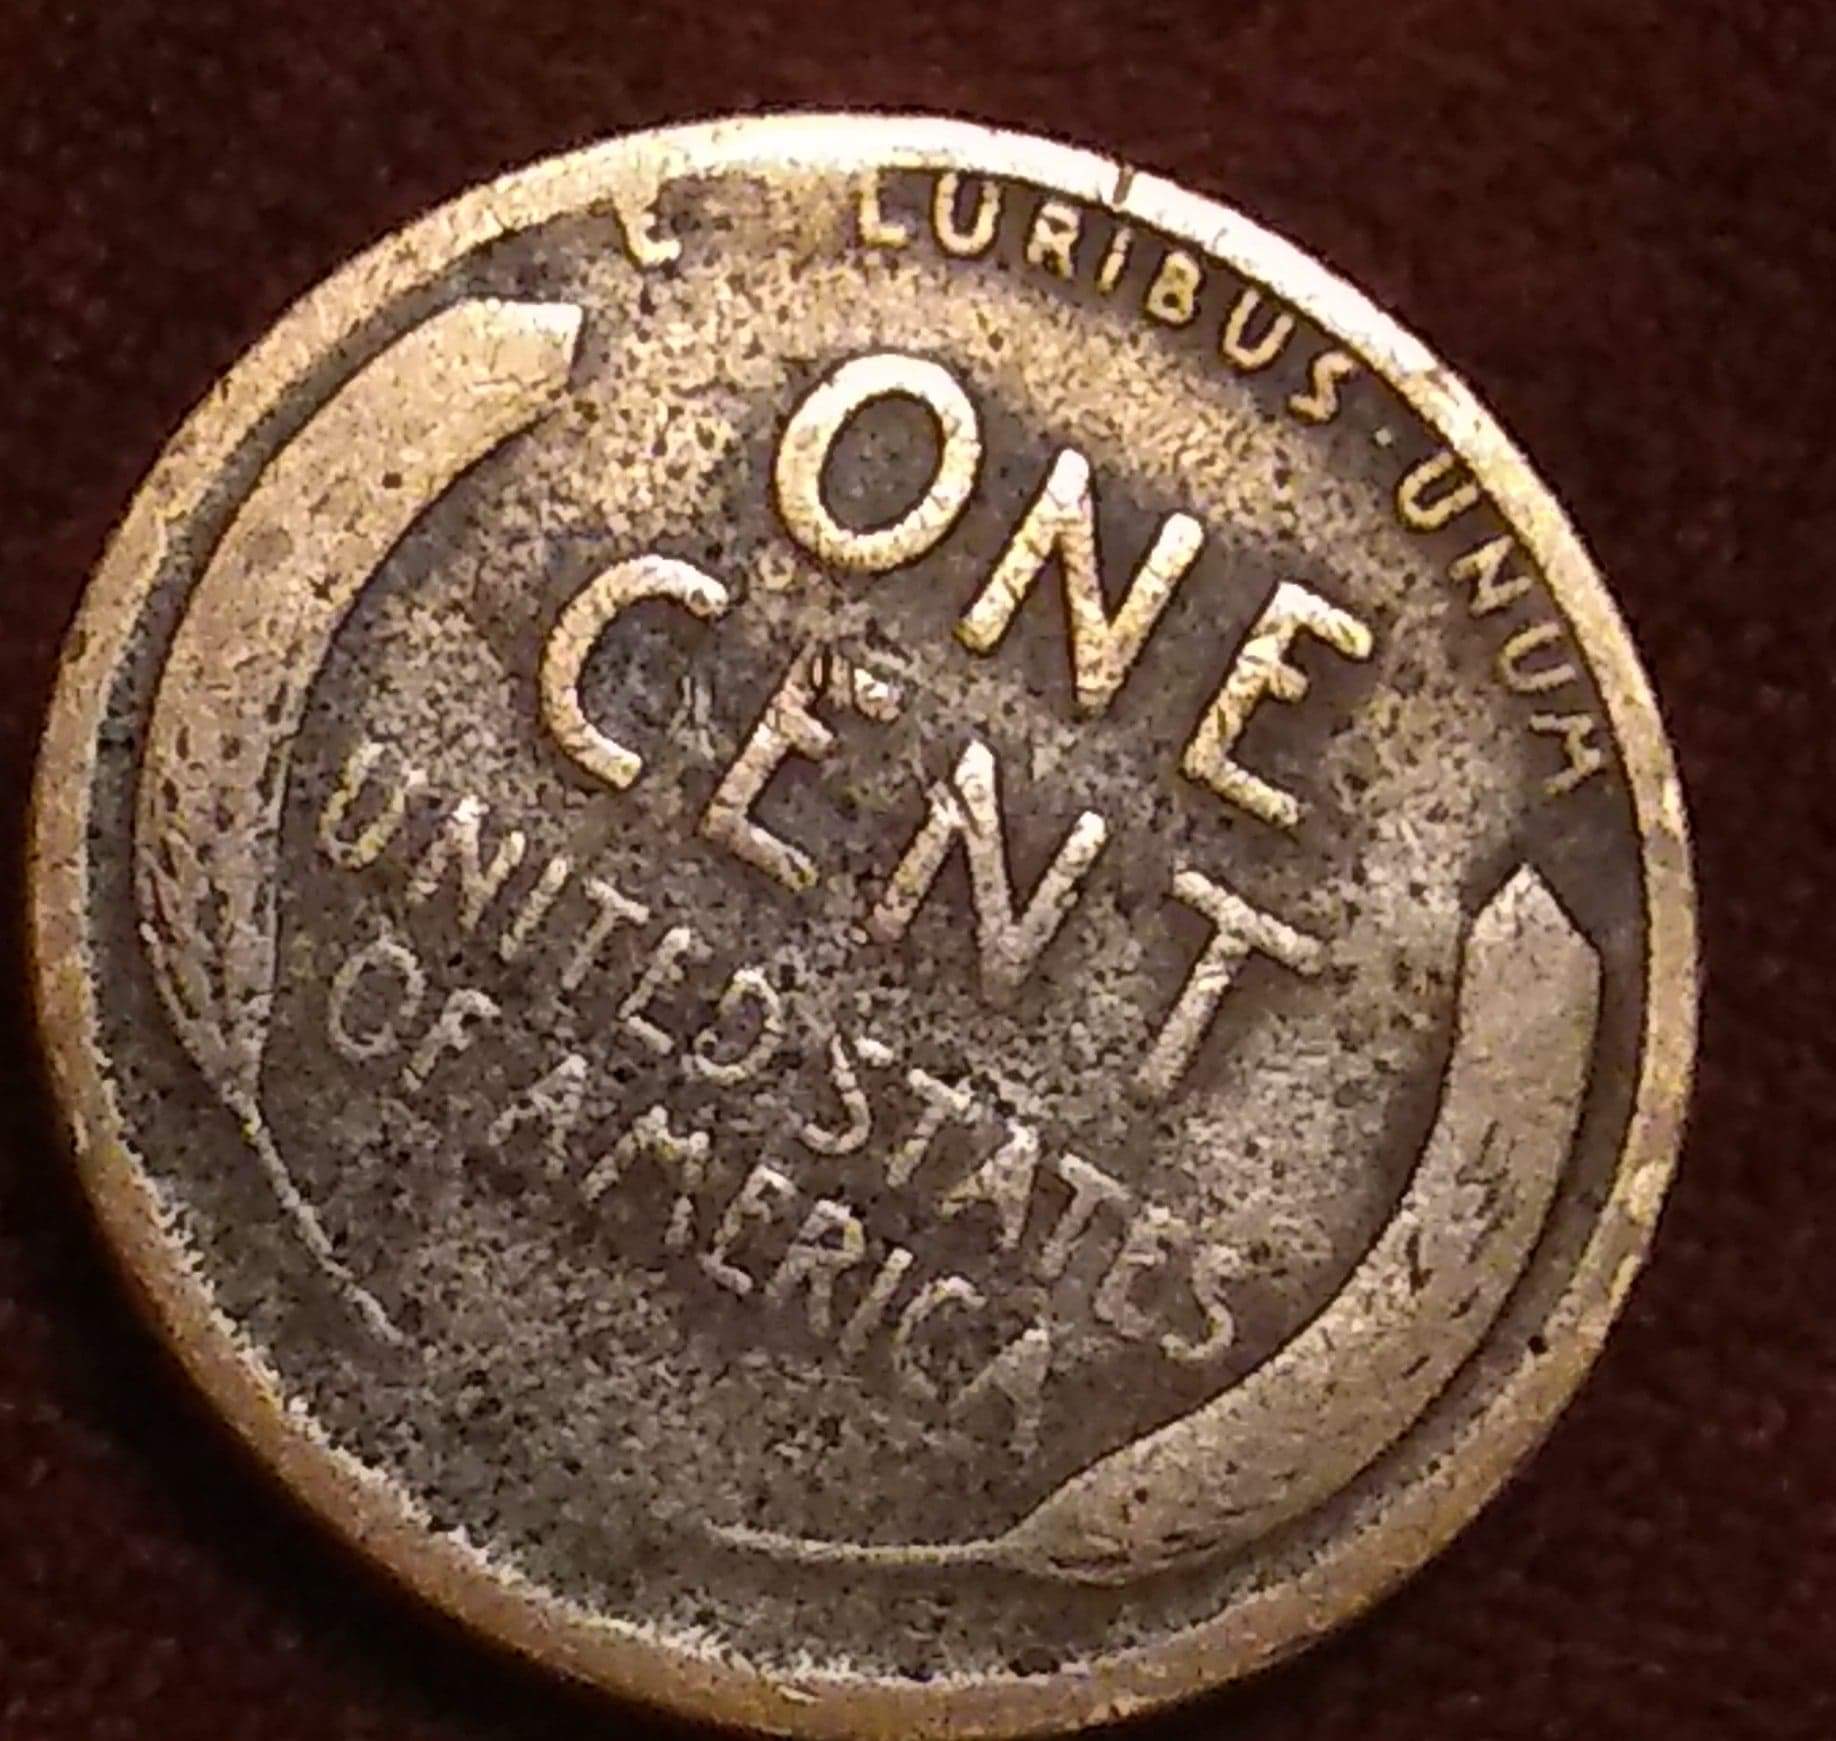 E LURIBUS UNUM
ONE
CENT
UNITED STATES
OF AMERICA